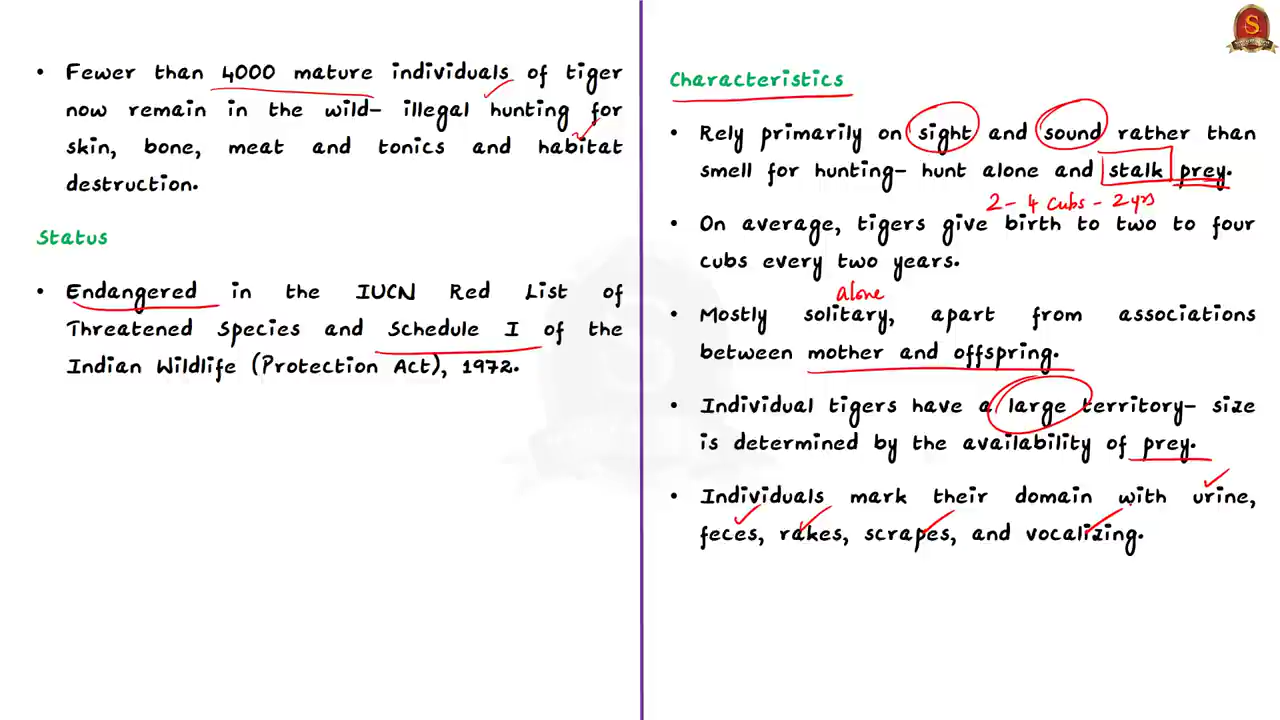 • Fewer than 4000 mature individuals of tiger
now remain in the wild- illegal hunting for
skin, bone, meat and tonics and habitat
destruction.
Status
• Endangered in the IUCN Red List of
Threatened Species and Schedule I of the
Indian Wildlife (Protection Act), 1972.
Characteristics
• Rely primarily on sight and sound rather than
smell for hunting- hunt alone and stalk prey.
2 - 4 cubs - 2 yrs
• On average, tigers give birth to two to four
cubs every two years.
alone
• Mostly solitary, apart from associations
between mother and offspring.
• Individual tigers have a large territory- size
is determined by the availability of prey.
• Individuals mark their domain with urine,
feces, rakes, scrapes, and vocalizing.
S